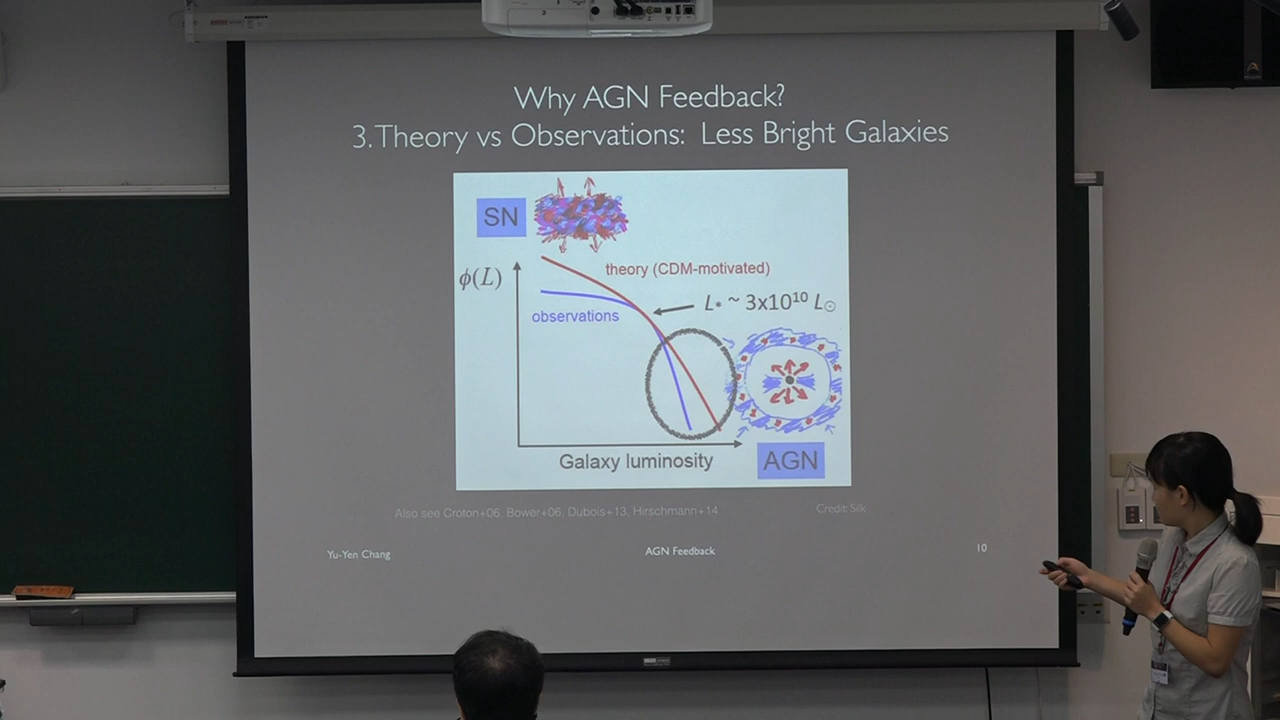 Why AGN Feedback?
3.Theory vs Observations: Less Bright Galaxies
SN
ϕ(L)
theory (CDM-motivated)
L* ~ 3x10¹⁰ L☉
observations
Galaxy luminosity
AGN
Also see Croton+06, Bower+06, Dubois+13, Hirschmann+14
Credit: Silk
Yu-Yen Chang
AGN Feedback
10